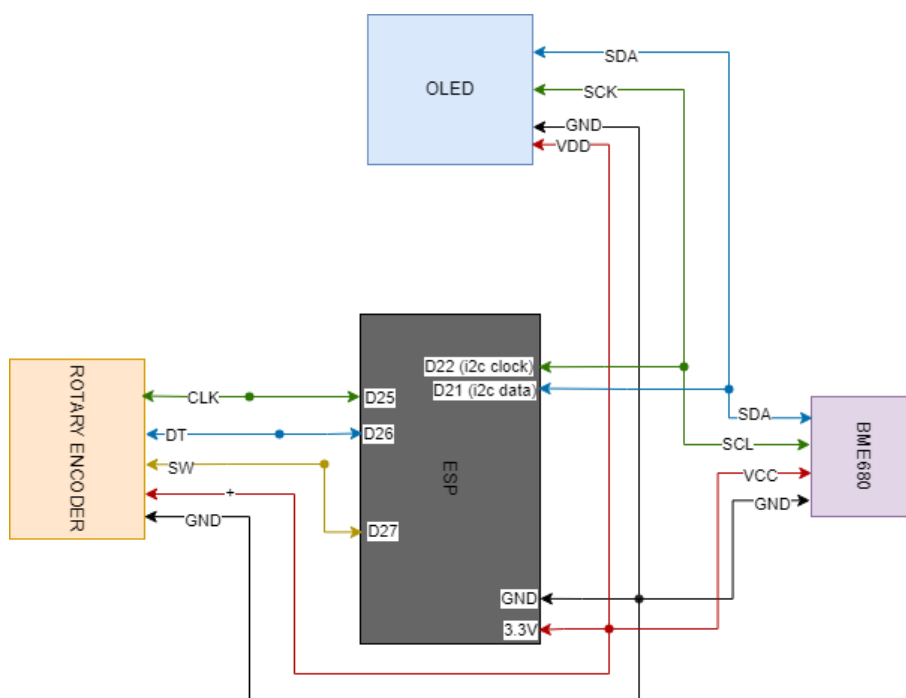 OLED
SDA
SCK
GND
VDD
ROTARY ENCODER
CLK
DT
SW
+
GND
ESP
D25
D26
D27
D22 (i2c clock)
D21 (i2c data)
GND
3.3V
SDA
SCL
VCC
GND
BME680